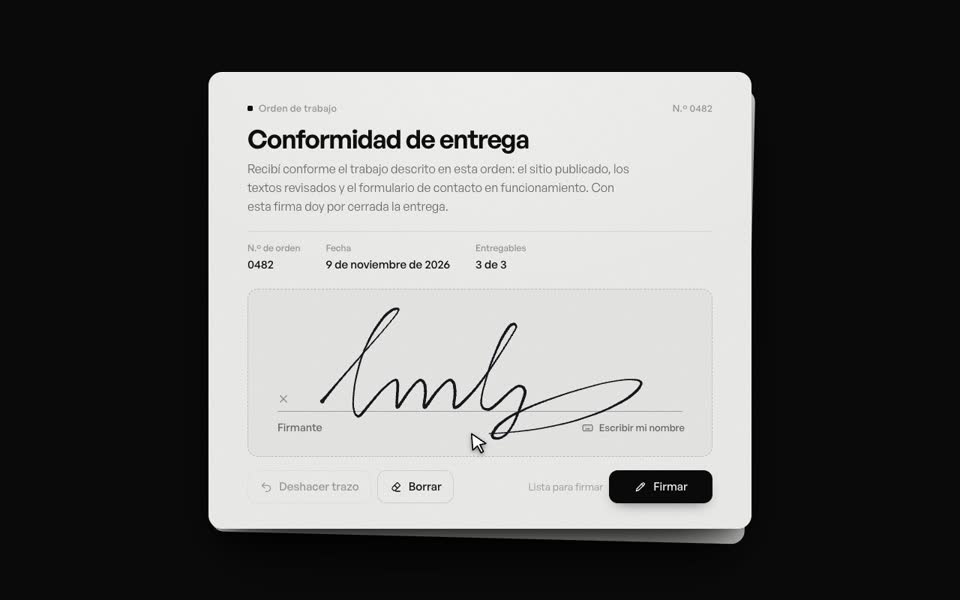 Orden de trabajo
N.º 0482
Conformidad de entrega
Recibí conforme el trabajo descrito en esta orden: el sitio publicado, los
textos revisados y el formulario de contacto en funcionamiento. Con
esta firma doy por cerrada la entrega.
N.º de orden
0482
Fecha
9 de noviembre de 2026
Entregables
3 de 3
Firmante
Escribir mi nombre
Deshacer trazo
Borrar
Lista para firmar
Firmar